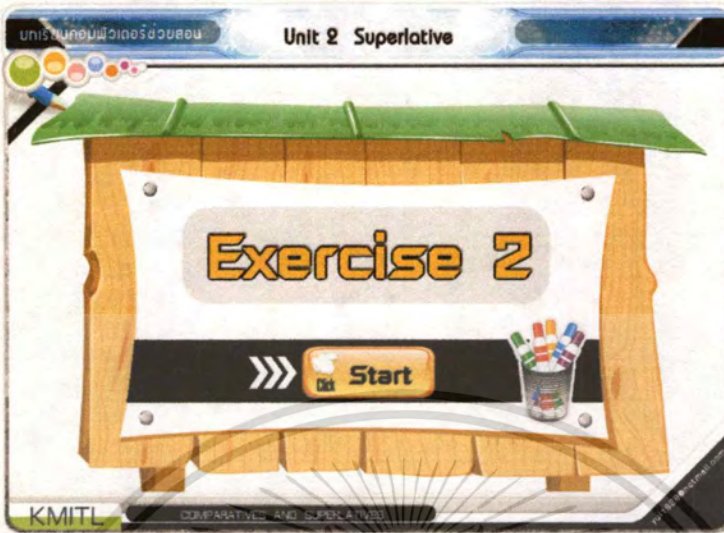 บทเรียนคอมพิวเตอร์ช่วยสอน
Unit 2 Superlative
Exercise 2
Click Start
KMITL
COMPARATIVES AND SUPERLATIVES